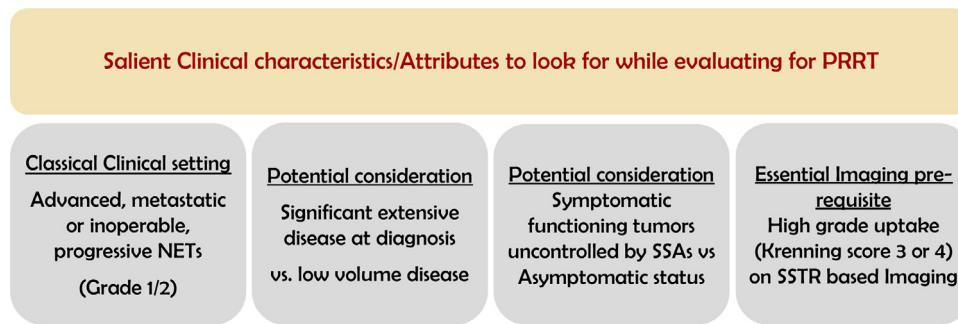 Salient Clinical characteristics/Attributes to look for while evaluating for PRRT
Classical Clinical setting
Advanced, metastatic
or inoperable,
progressive NETs
(Grade 1/2)
Potential consideration
Significant extensive
disease at diagnosis
vs. low volume disease
Potential consideration
Symptomatic
functioning tumors
uncontrolled by SSAs vs
Asymptomatic status
Essential Imaging pre-
requisite
High grade uptake
(Krenning score 3 or 4)
on SSTR based Imaging